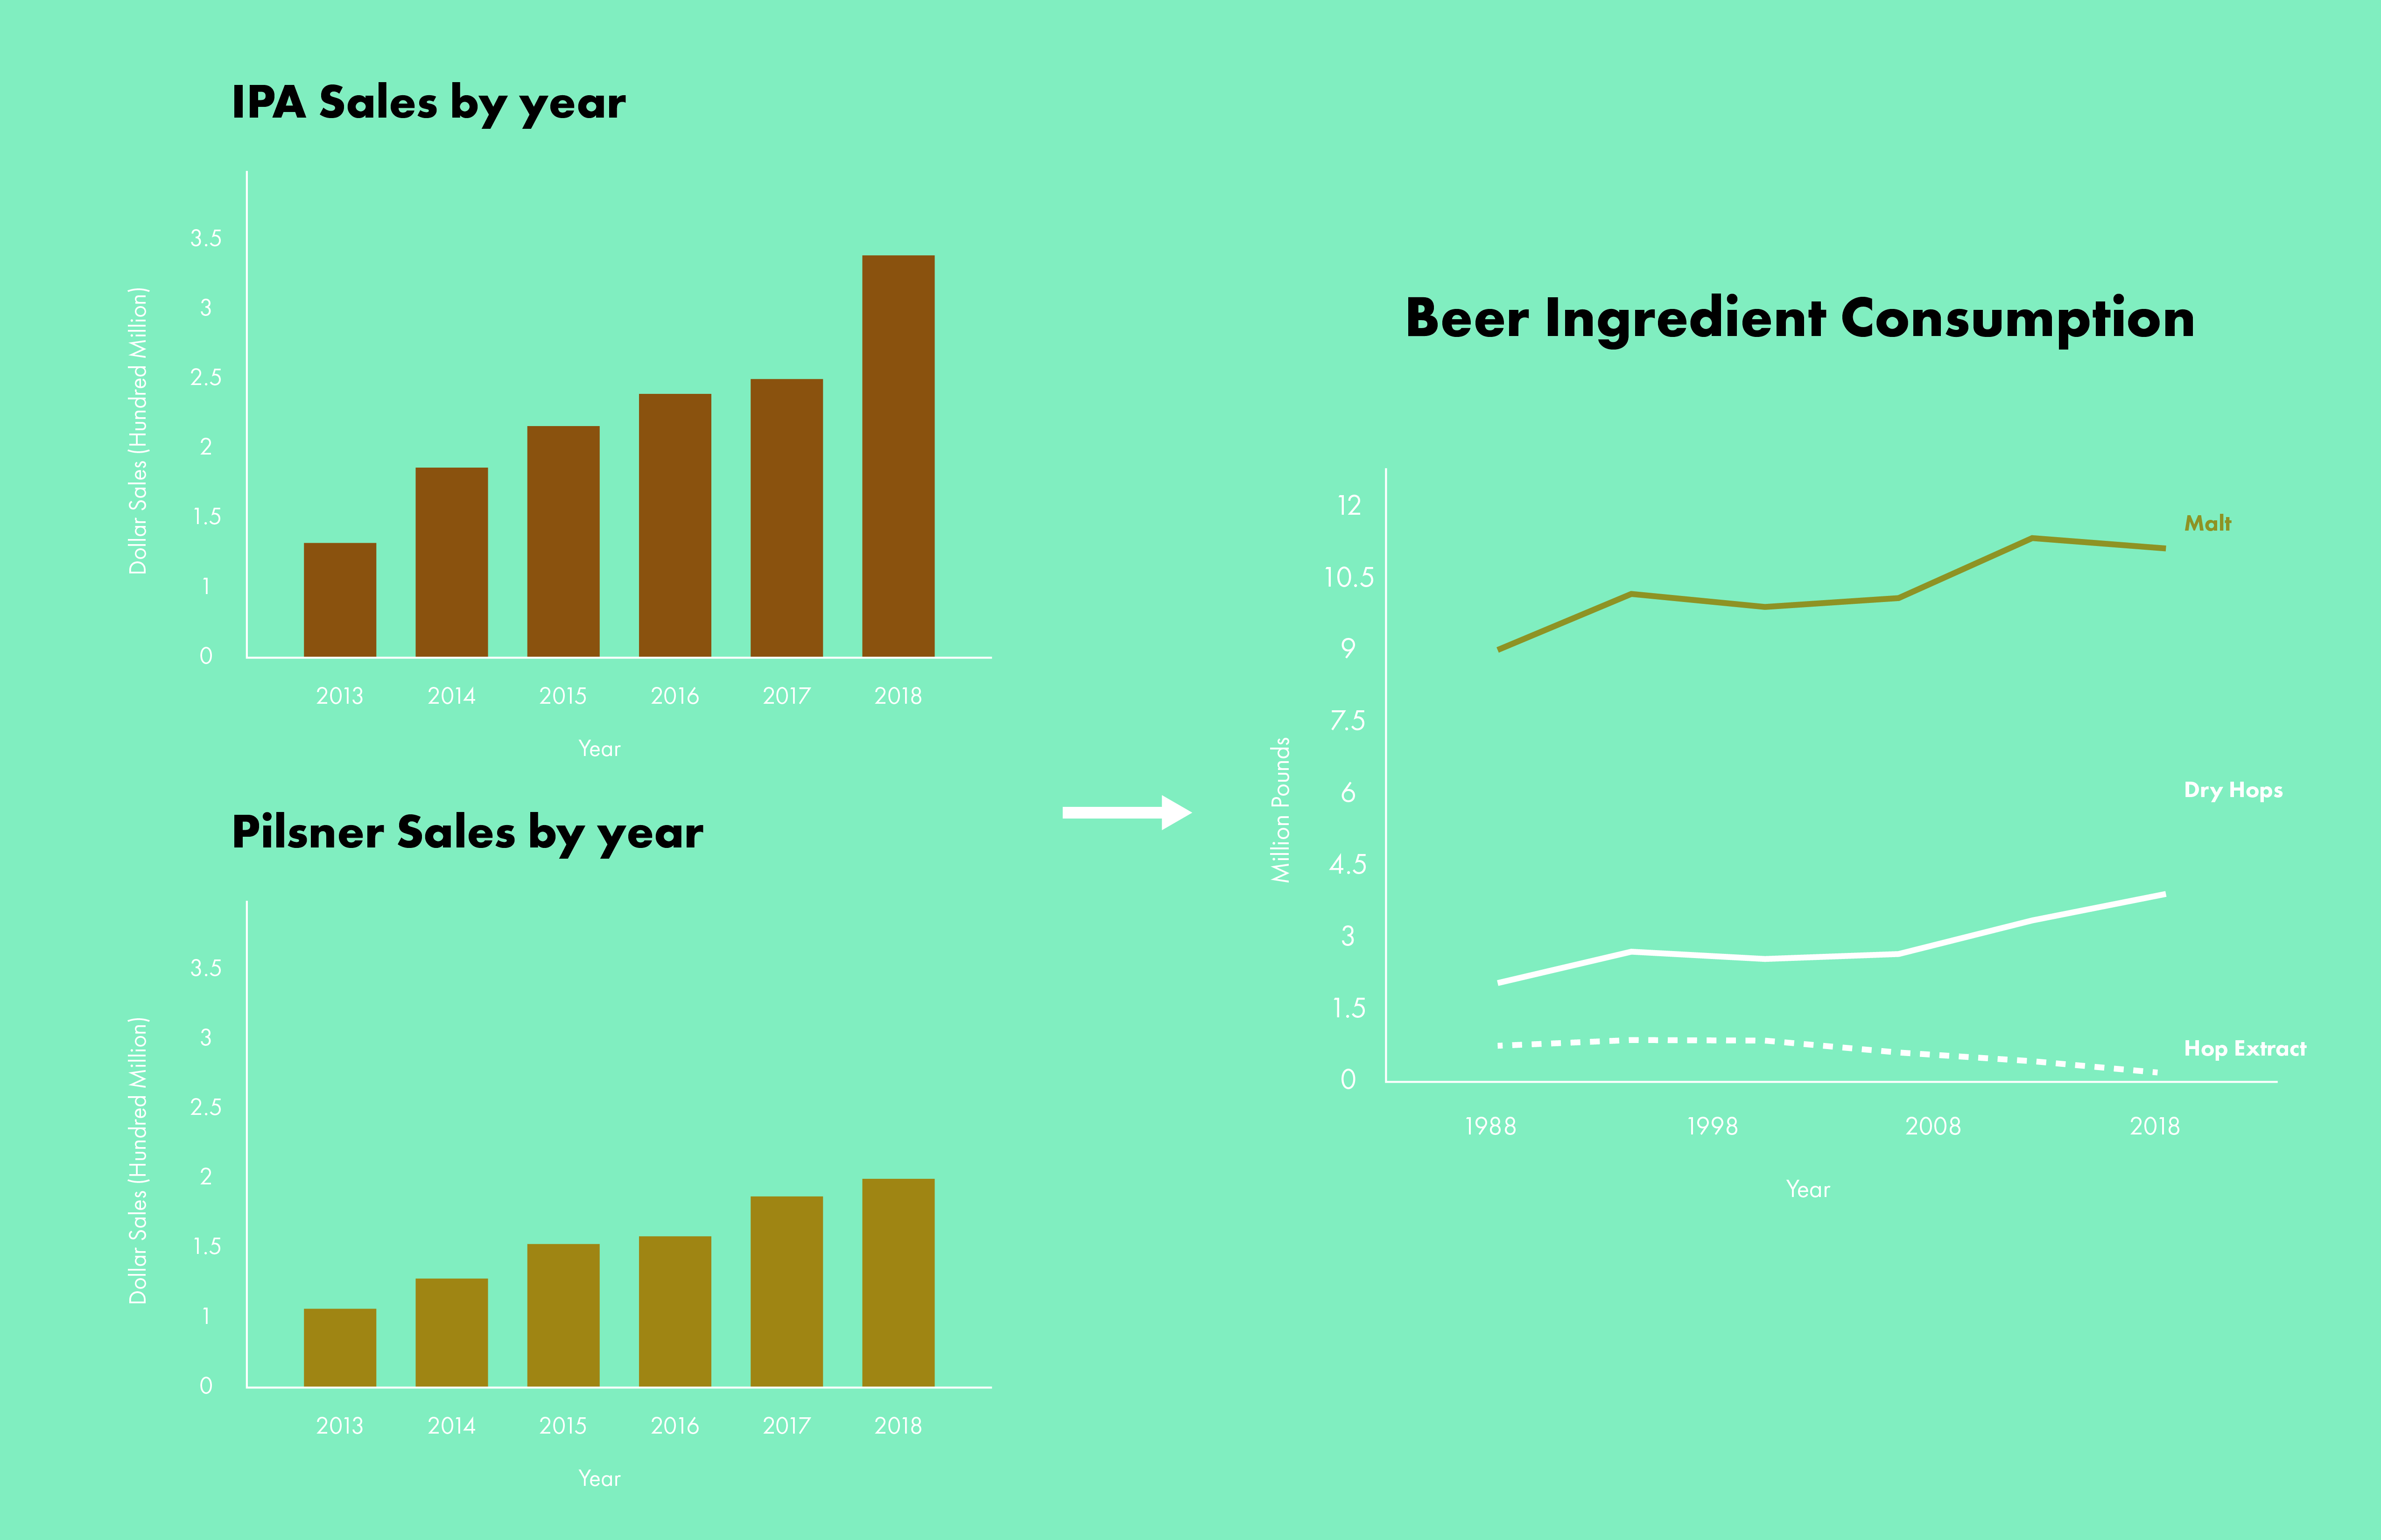 IPA Sales by year
Dollar Sales (Hundred Million)
3.5
3
2.5
2
1.5
1
0
2013 2014 2015 2016 2017 2018
Year
Pilsner Sales by year
Dollar Sales (Hundred Million)
3.5
3
2.5
2
1.5
1
0
2013 2014 2015 2016 2017 2018
Year
Beer Ingredient Consumption
Million Pounds
12
10.5
9
7.5
6
4.5
3
1.5
0
Malt
Dry Hops
Hop Extract
1988 1998 2008 2018
Year